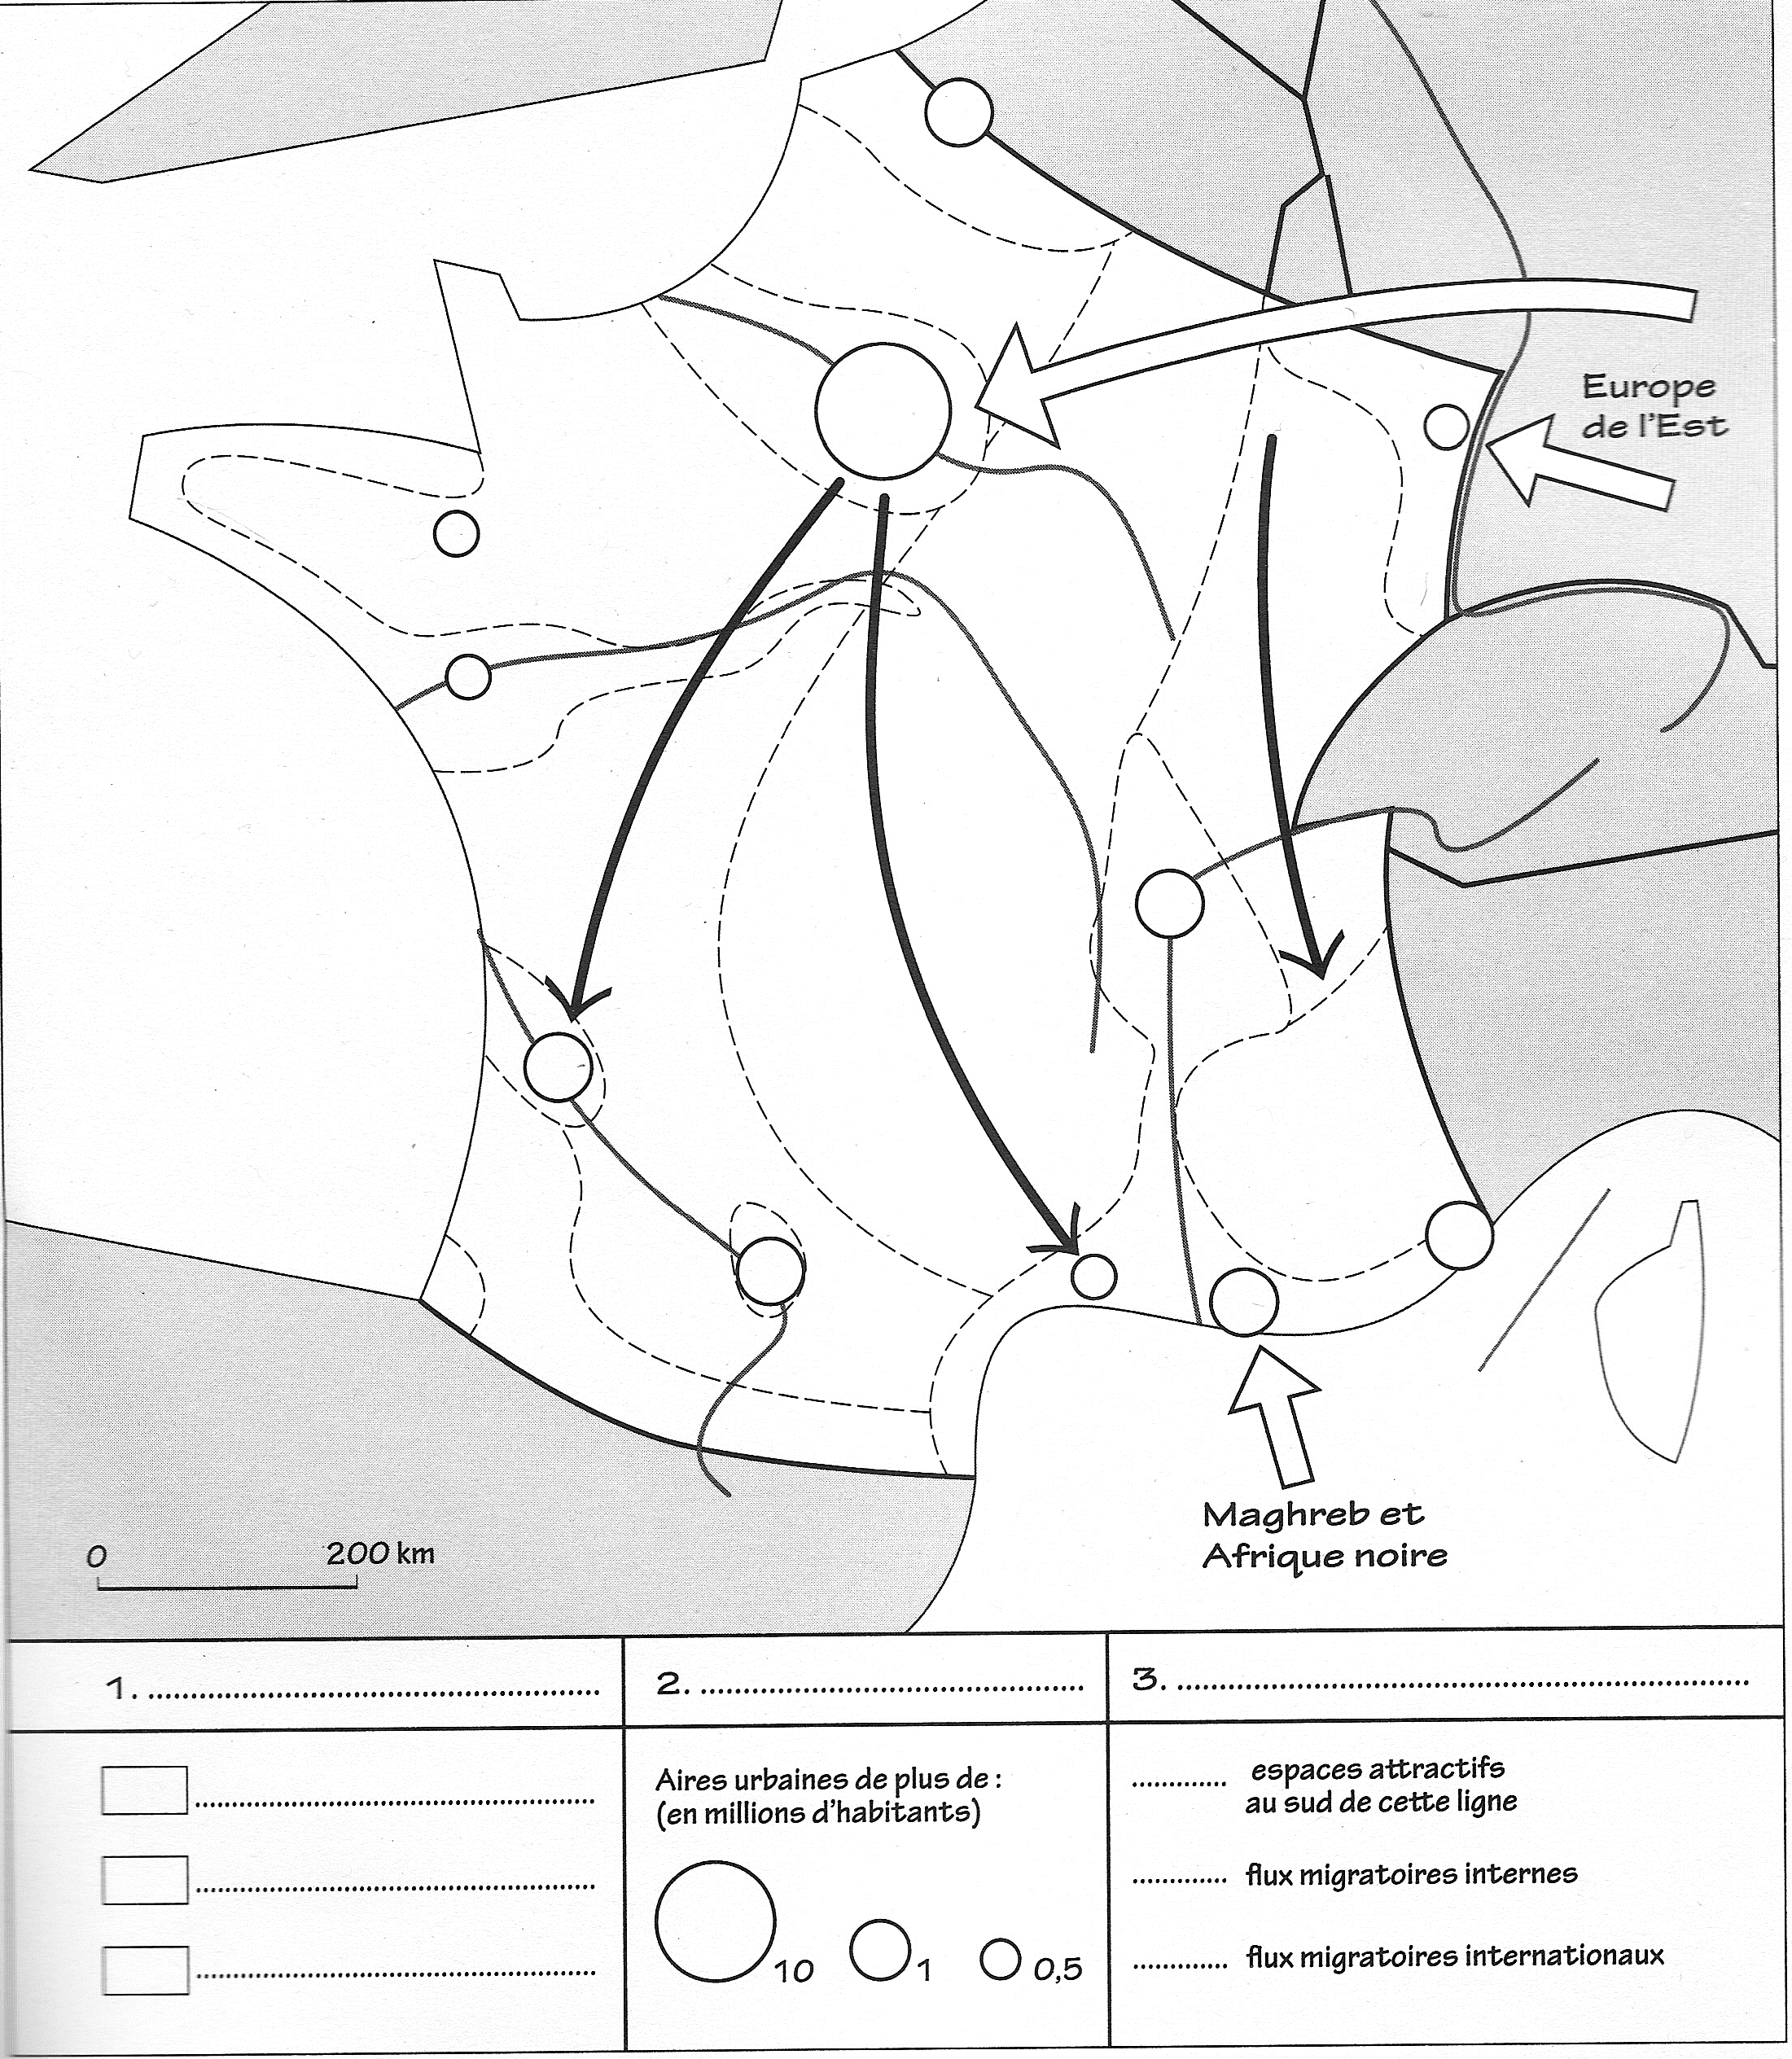 Europe
de l'Est
Maghreb et
Afrique noire
0 200 km
1. ..........
2. ..........
3. ..........
Aires urbaines de plus de :
(en millions d'habitants)
10 1 0,5
.......... espaces attractifs
au sud de cette ligne
.......... flux migratoires internes
.......... flux migratoires internationaux